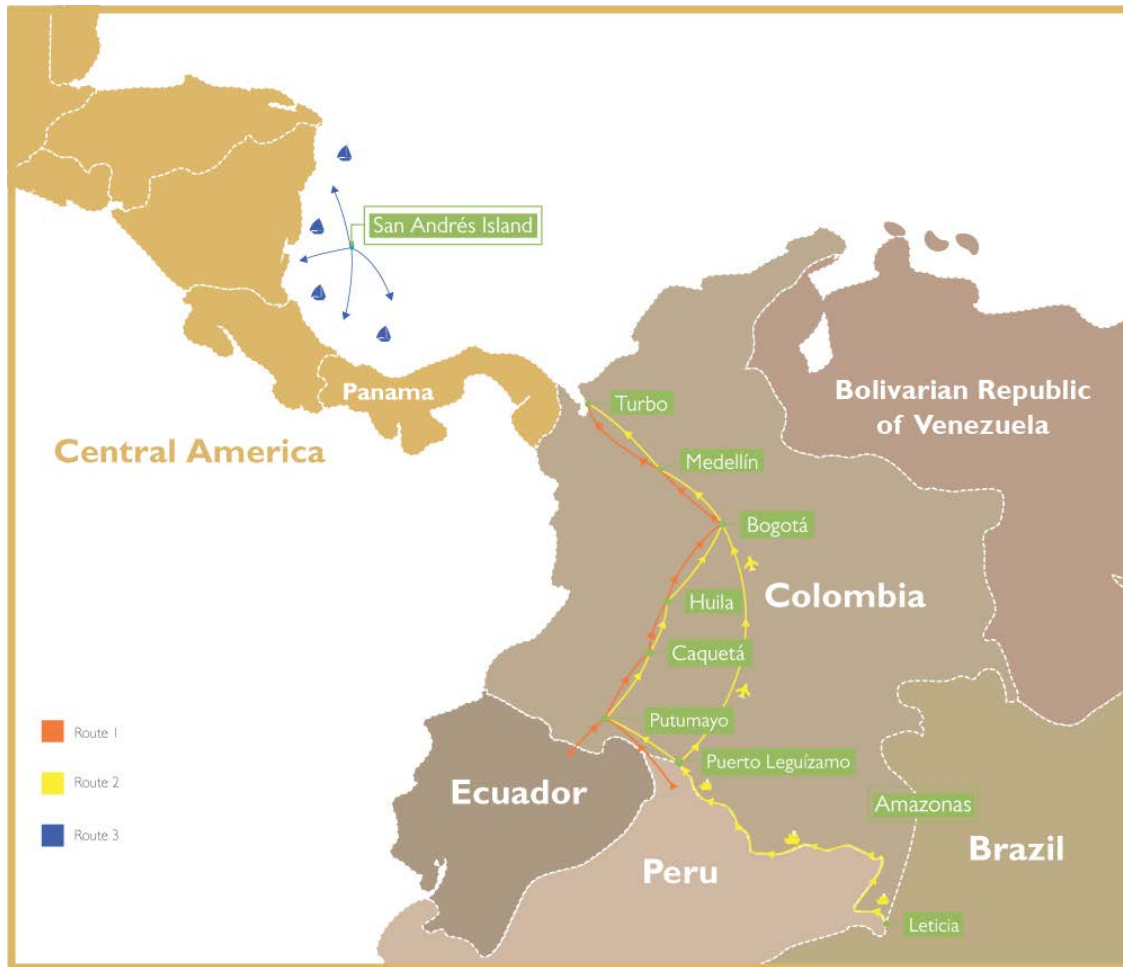 San Andrés Island
Panama
Central America
Bolivarian Republic
of Venezuela
Turbo
Medellín
Bogotá
Huila
Colombia
Caquetá
Putumayo
Puerto Leguízamo
Ecuador
Amazonas
Peru
Brazil
Leticia
Route 1
Route 2
Route 3